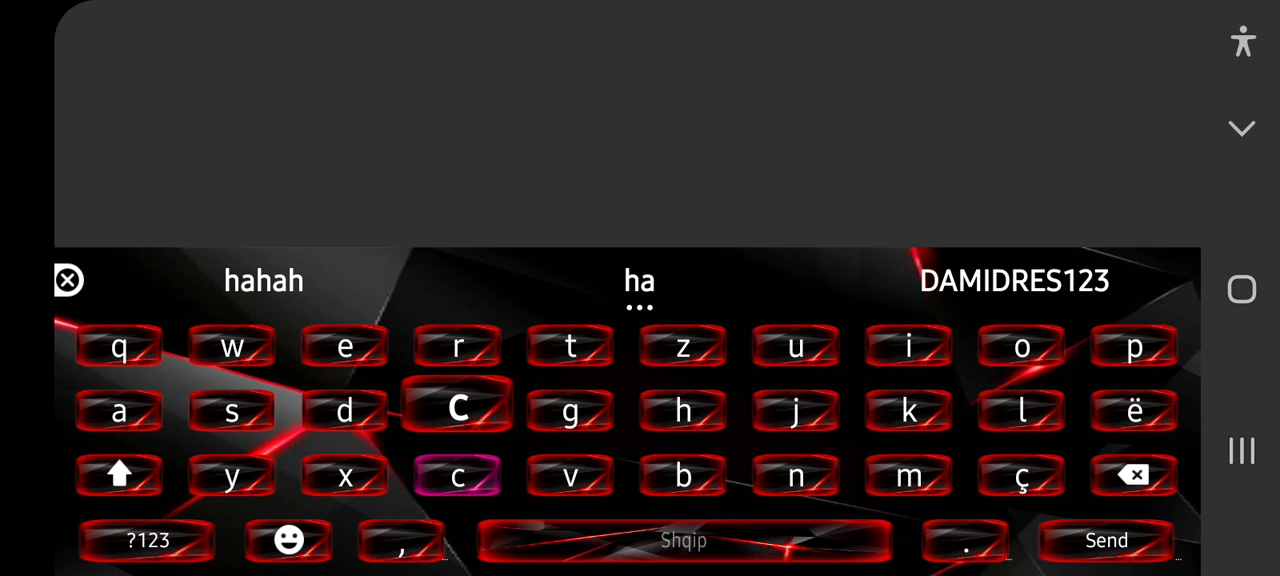 hahah ha DAMIDRES123
q w e r t z u i o p
a s d C g h j k l ë
y x c v b n m ç
?123 , Shqip . Send